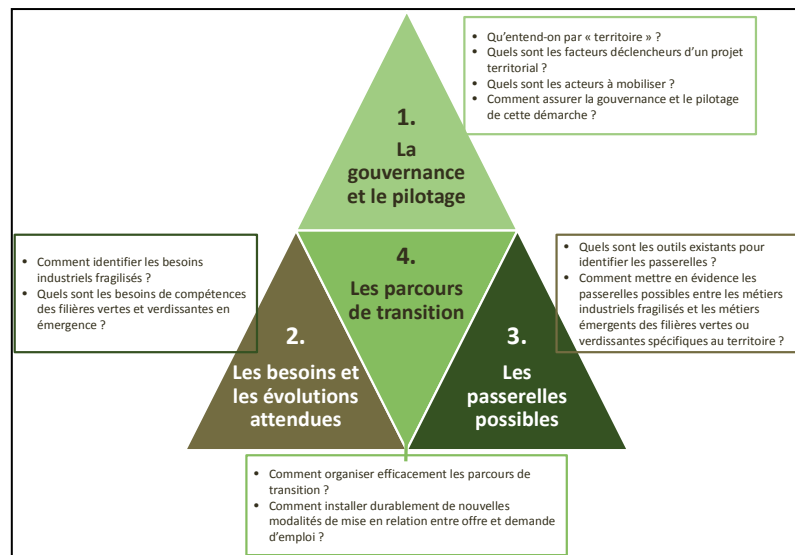 • Qu'entend-on par « territoire » ?
• Quels sont les facteurs déclencheurs d'un projet
territorial ?
• Quels sont les acteurs à mobiliser ?
• Comment assurer la gouvernance et le pilotage
de cette démarche ?
1.
La
gouvernance
et le pilotage
• Comment identifier les besoins
industriels fragilisés ?
• Quels sont les besoins de compétences
des filières vertes et verdissantes en
émergence ?
4.
Les parcours
de transition
• Quels sont les outils existants pour
identifier les passerelles ?
• Comment mettre en évidence les
passerelles possibles entre les métiers
industriels fragilisés et les métiers
émergents des filières vertes ou
verdissantes spécifiques au territoire ?
2.
Les besoins et
les évolutions
attendues
3.
Les
passerelles
possibles
• Comment organiser efficacement les parcours de
transition ?
• Comment installer durablement de nouvelles
modalités de mise en relation entre offre et demande
d'emploi ?